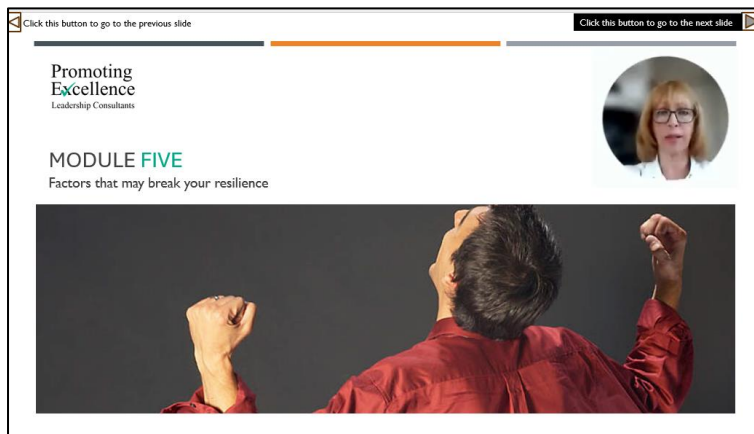 Click this button to go to the previous slide
Click this button to go to the next slide
Promoting
Excellence
Leadership Consultants
MODULE FIVE
Factors that may break your resilience